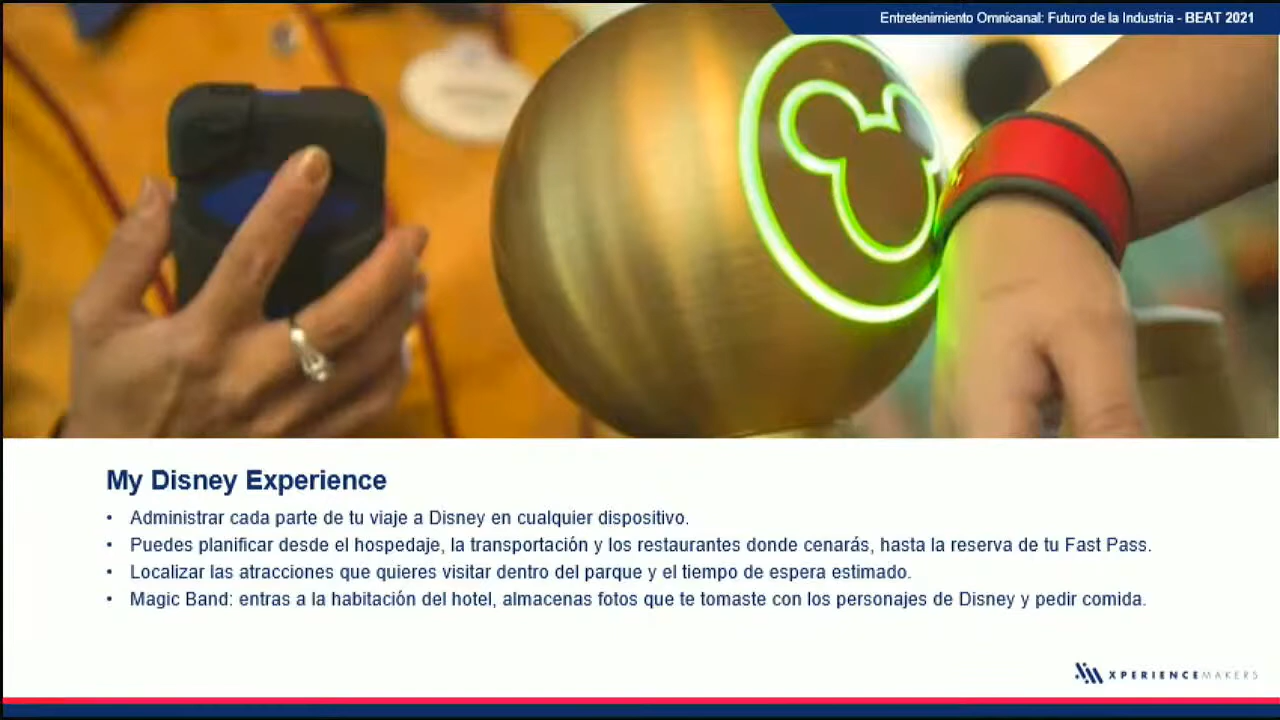 Entretenimiento Omnicanal: Futuro de la Industria - BEAT 2021
My Disney Experience
• Administrar cada parte de tu viaje a Disney en cualquier dispositivo.
• Puedes planificar desde el hospedaje, la transportación y los restaurantes donde cenarás, hasta la reserva de tu Fast Pass.
• Localizar las atracciones que quieres visitar dentro del parque y el tiempo de espera estimado.
• Magic Band: entras a la habitación del hotel, almacenas fotos que te tomaste con los personajes de Disney y pedir comida.
XPERIENCEMAKERS